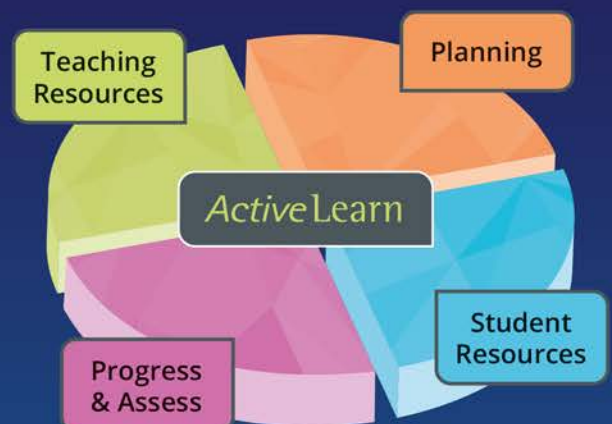 Teaching
Resources
Planning
ActiveLearn
Student
Resources
Progress
& Assess